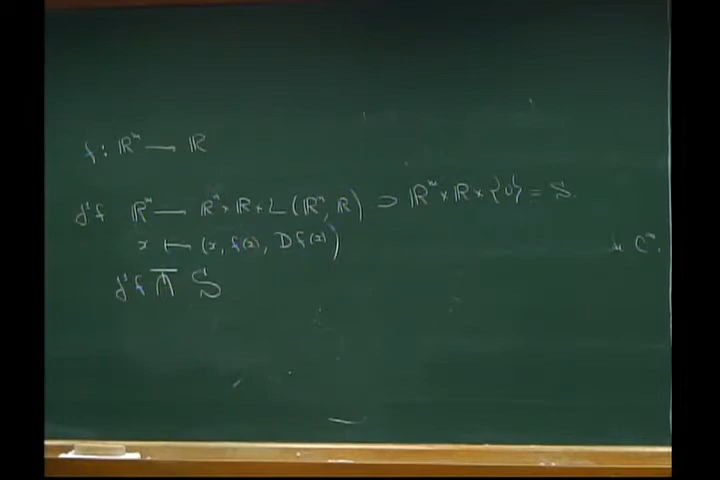 f : ℝⁿ — ℝ
j¹f ℝⁿ — ℝⁿ × ℝ × L(ℝⁿ, ℝ) ⊃ ℝⁿ × ℝ × {0} = S.
x ⟼ (x, f(x), Df(x))
C^∞.
j¹f ⋔ S